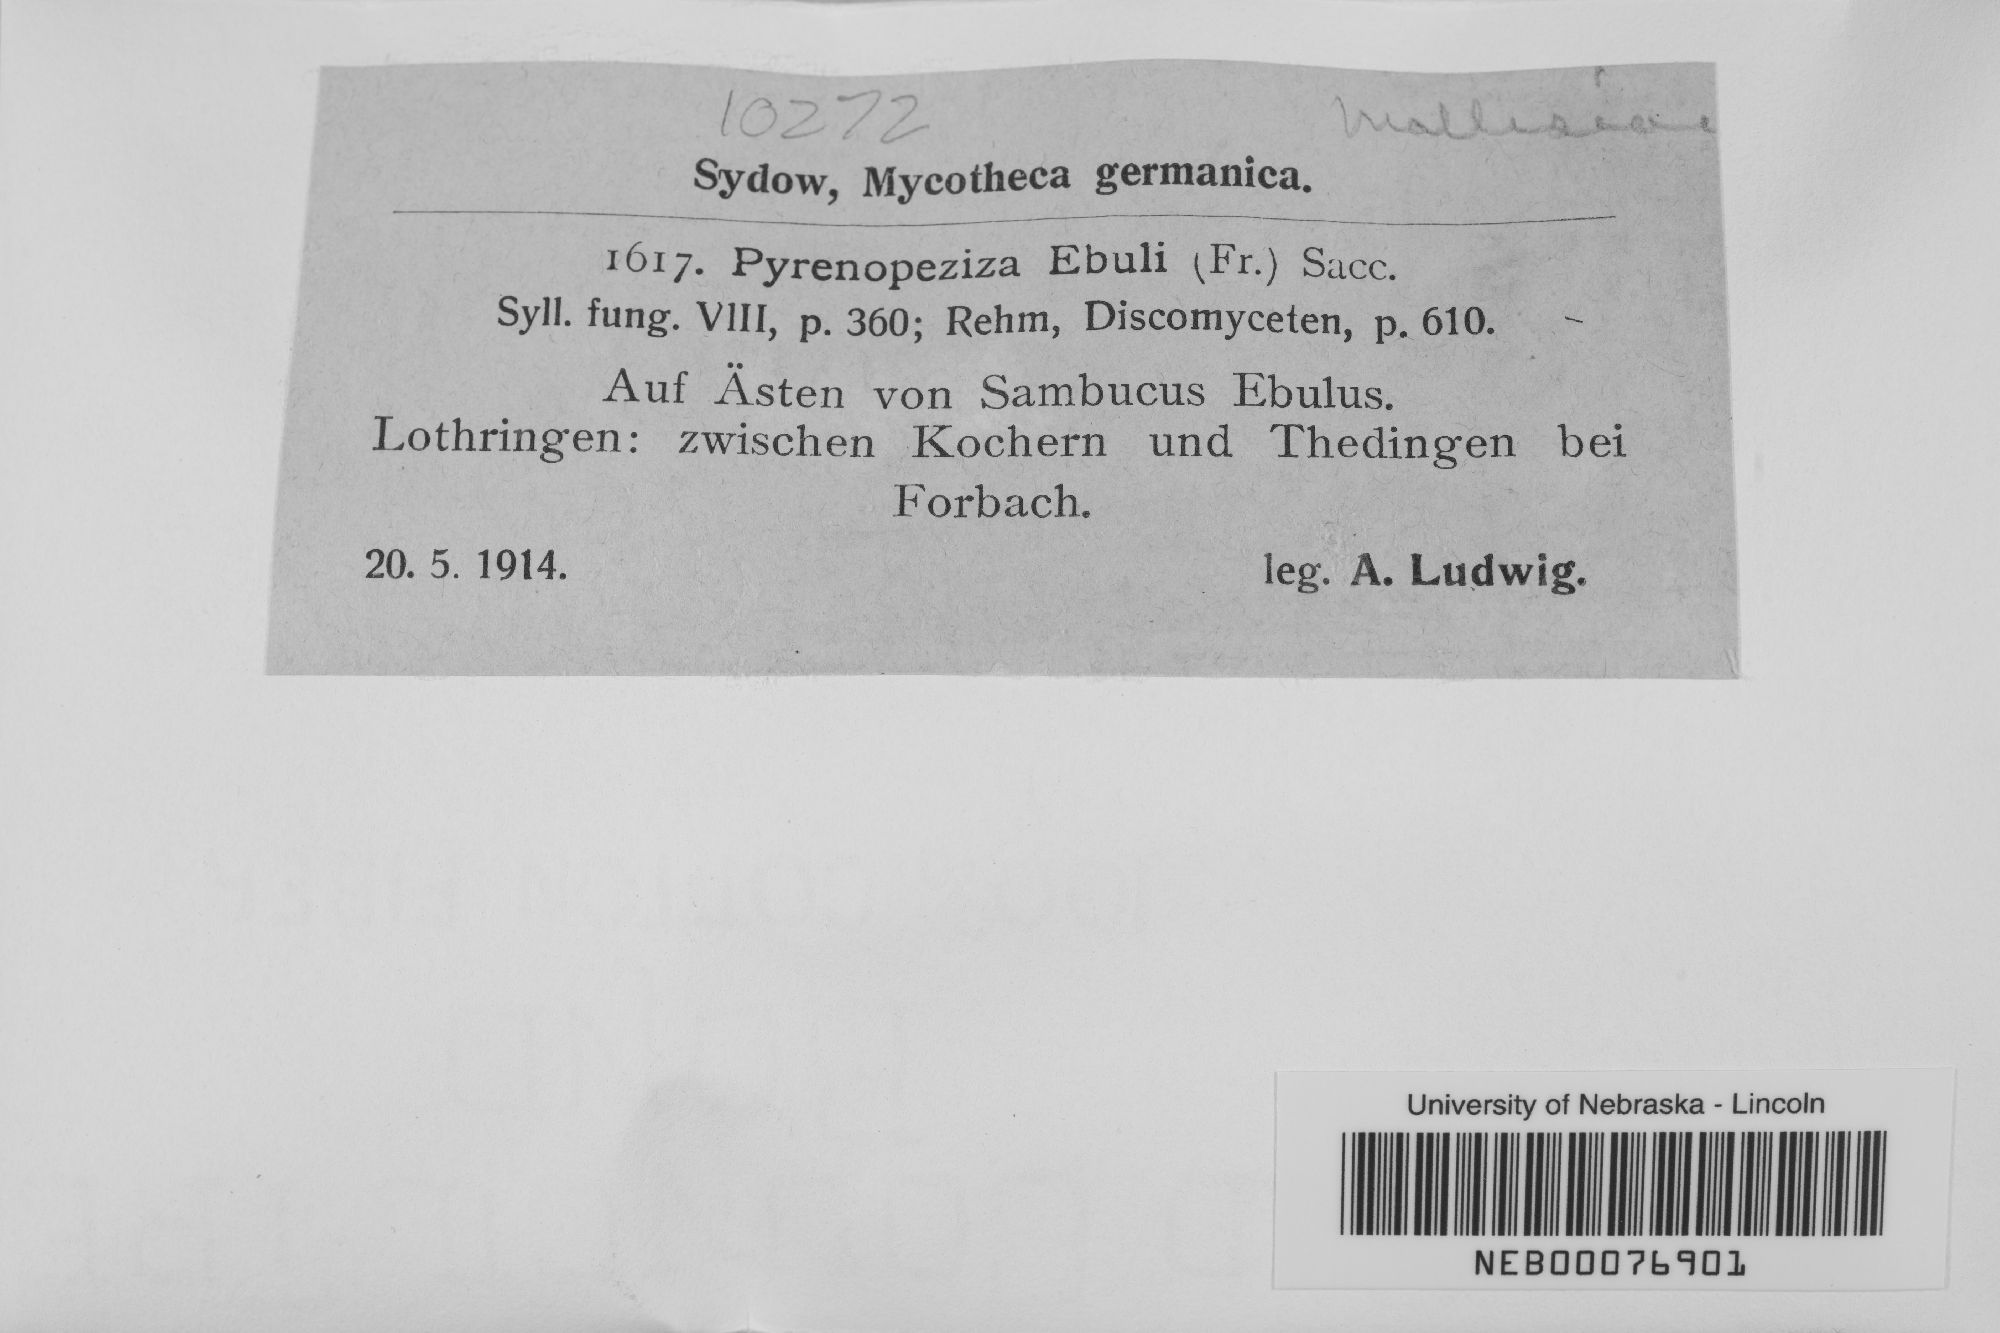 10272
Sydow, Mycotheca germanica.
1617. Pyrenopeziza Ebuli (Fr.) Sacc.
Syll. fung. VIII, p. 360; Rehm, Discomyceten, p. 610. -
Auf Ästen von Sambucus Ebulus.
Lothringen: zwischen Kochern und Thedingen bei
Forbach.
20. 5. 1914. leg. A. Ludwig.
University of Nebraska - Lincoln
NEB00076901